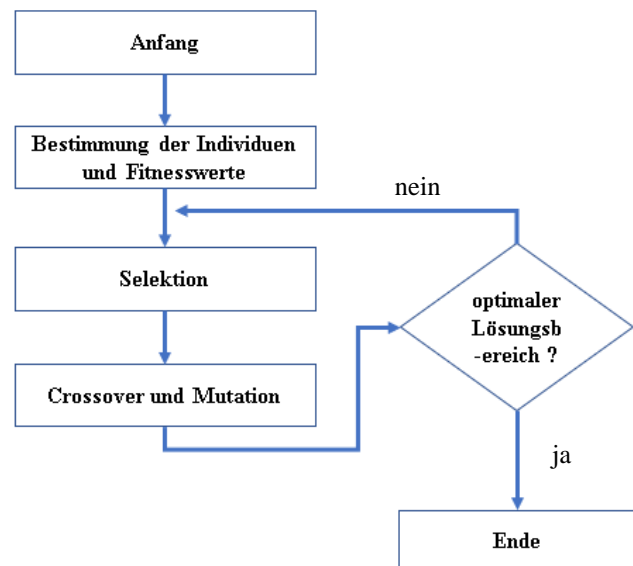 Anfang
Bestimmung der Individuen
und Fitnesswerte
nein
Selektion
optimaler
Lösungsb
-ereich ?
Crossover und Mutation
ja
Ende